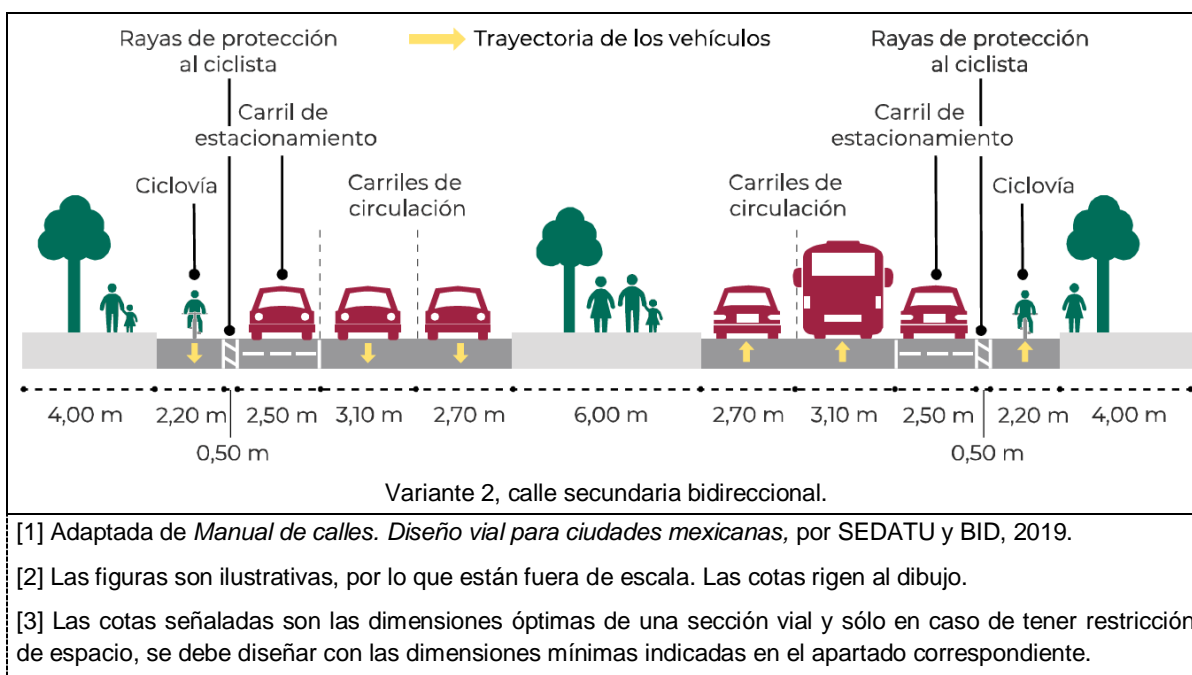 Rayas de protección
al ciclista
Trayectoria de los vehículos
Rayas de protección
al ciclista
Carril de
estacionamiento
Carril de
estacionamiento
Ciclovía
Carriles de
circulación
Carriles de
circulación
Ciclovía
4,00 m 2,20 m 2,50 m 3,10 m 2,70 m 6,00 m 2,70 m 3,10 m 2,50 m 2,20 m 4,00 m
0,50 m 0,50 m
Variante 2, calle secundaria bidireccional.
[1] Adaptada de Manual de calles. Diseño vial para ciudades mexicanas, por SEDATU y BID, 2019.
[2] Las figuras son ilustrativas, por lo que están fuera de escala. Las cotas rigen al dibujo.
[3] Las cotas señaladas son las dimensiones óptimas de una sección vial y sólo en caso de tener restricción
de espacio, se debe diseñar con las dimensiones mínimas indicadas en el apartado correspondiente.